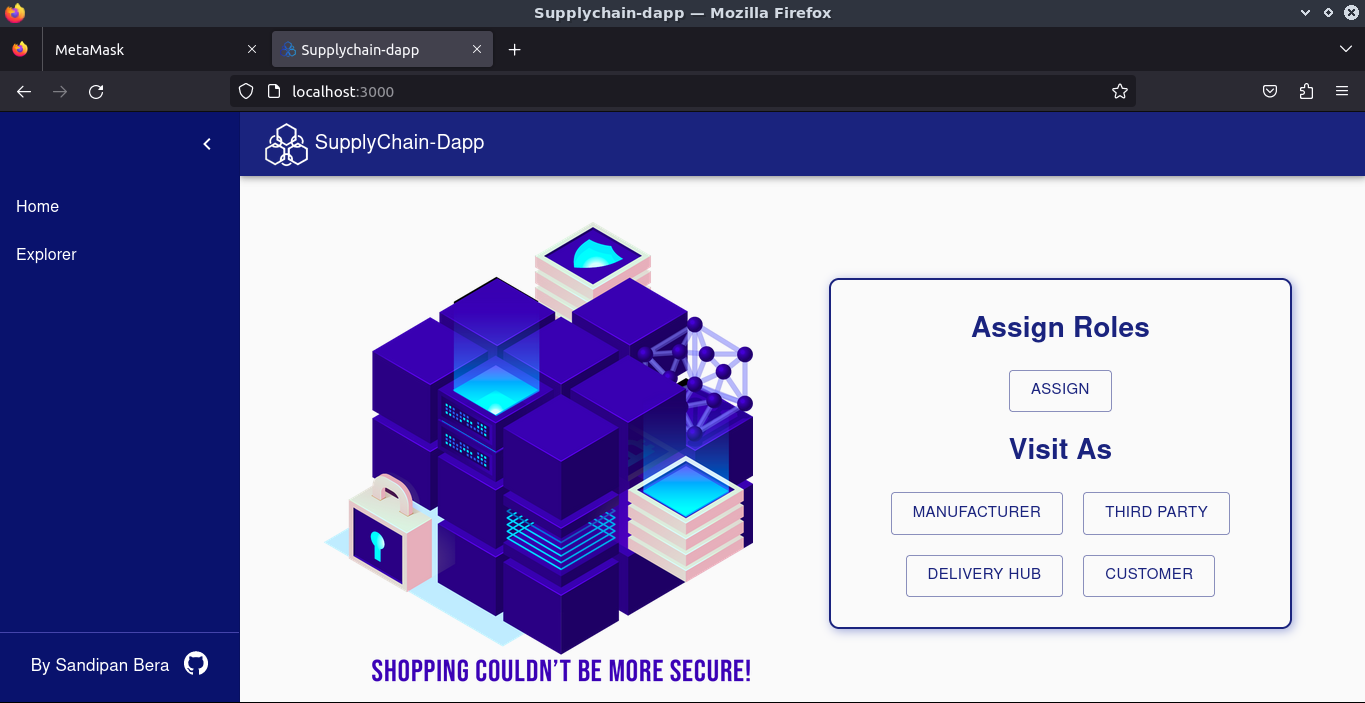 Supplychain-dapp — Mozilla Firefox
MetaMask
Supplychain-dapp
localhost:3000
SupplyChain-Dapp
Home
Explorer
Assign Roles
ASSIGN
Visit As
MANUFACTURER
THIRD PARTY
DELIVERY HUB
CUSTOMER
By Sandipan Bera
SHOPPING COULDN’T BE MORE SECURE!